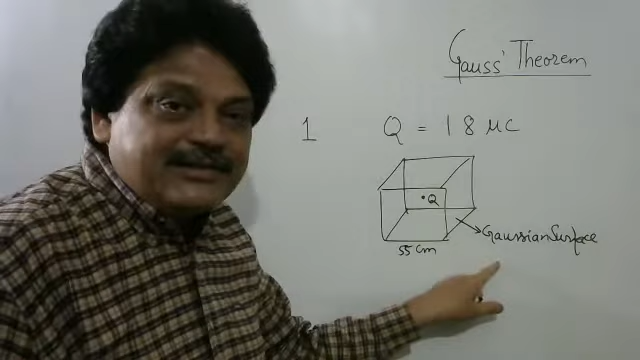 Gauss' Theorem
1 Q = 18 μC
Q
Gaussian Surface
55 cm